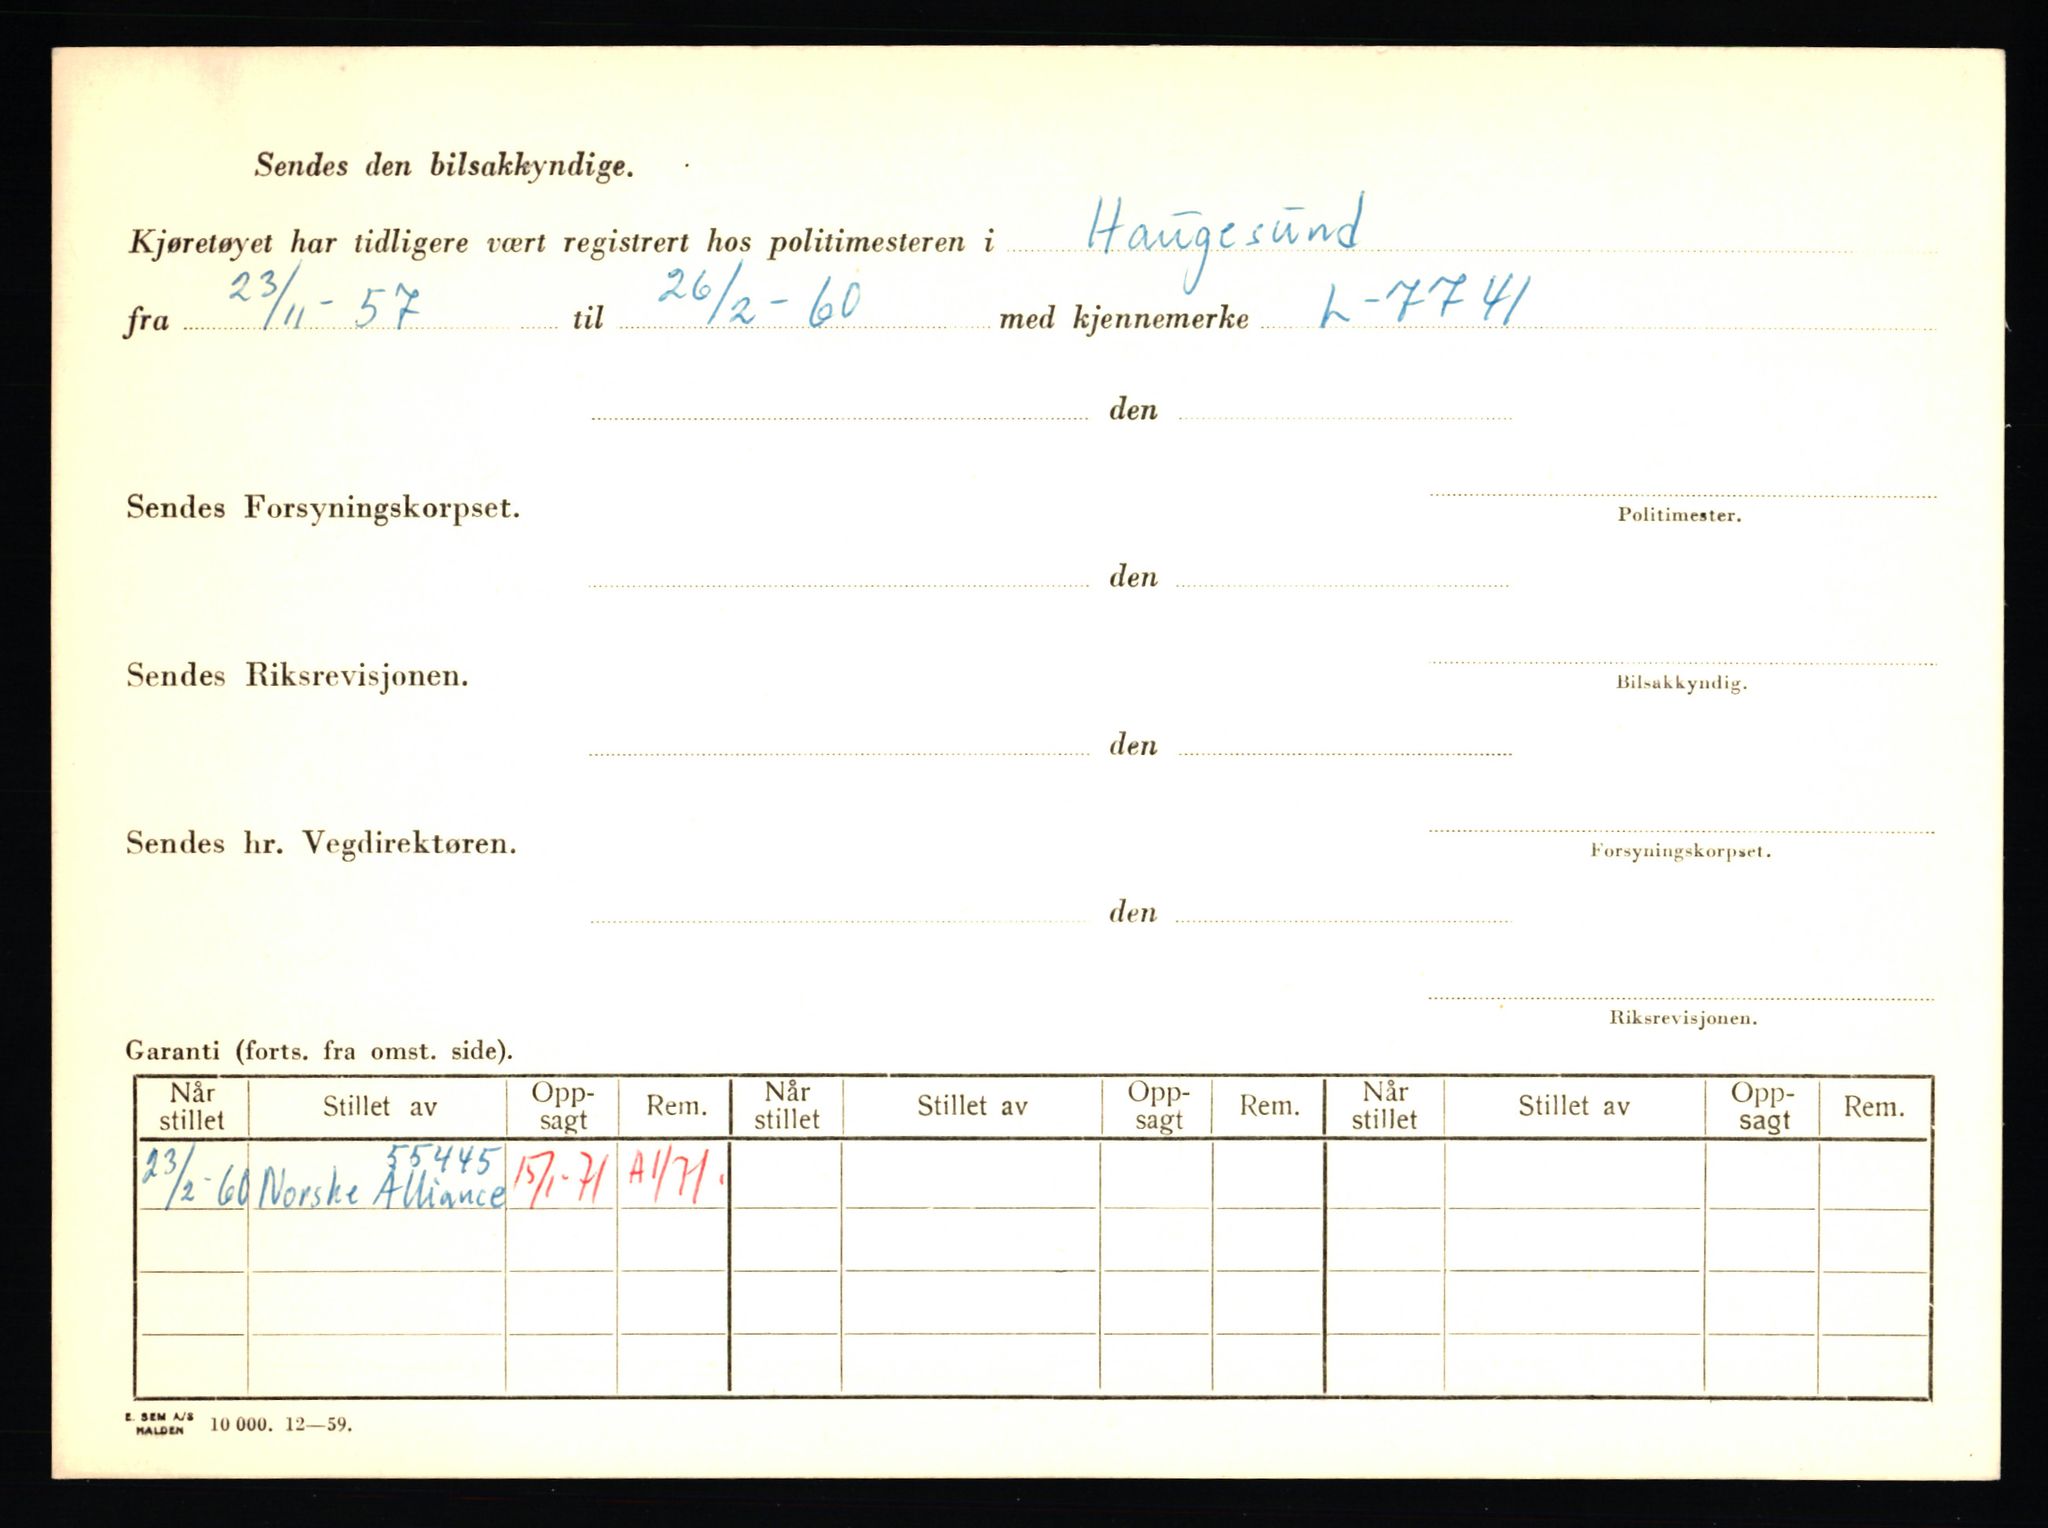 Sendes den bilsakkyndige.
Kjøretøyet har tidligere vært registrert hos politimesteren i Haugesund
fra 23/11-57 til 26/2-60 med kjennemerke L-7741
den
Sendes Forsyningskorpset.
Politimester.
den
Sendes Riksrevisjonen.
Bilsakkyndig.
den
Sendes hr. Vegdirektøren.
Forsyningskorpset.
den
Riksrevisjonen.
Garanti (forts. fra omst. side).
Når stillet Stillet av Opp-sagt Rem. Når stillet Stillet av Opp-sagt Rem. Når stillet Stillet av Opp-sagt Rem.
55445
23/2-60 Norske Alliance 15/1-71 A1/71.
E. SEM A/S HALDEN 10 000. 12—59.